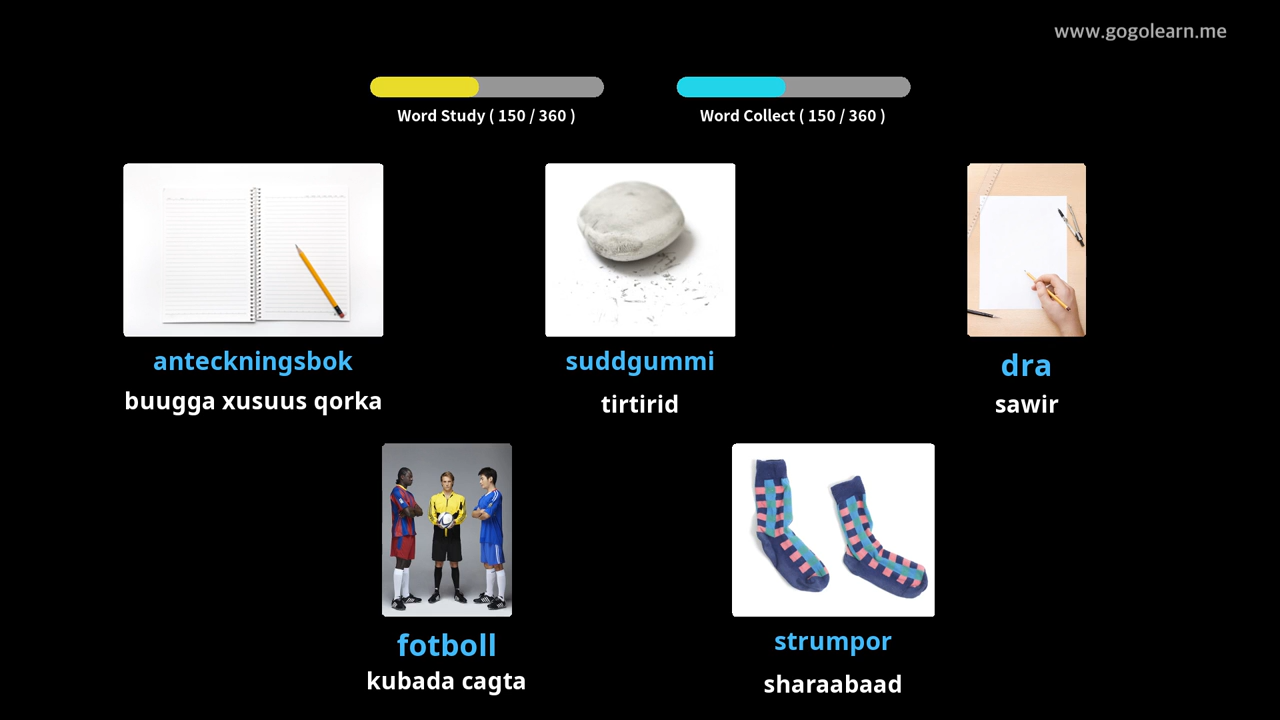 www.gogolearn.me
Word Study ( 150 / 360 )
Word Collect ( 150 / 360 )
anteckningsbok
buugga xusuus qorka
suddgummi
tirtirid
dra
sawir
fotboll
kubada cagta
strumpor
sharaabaad